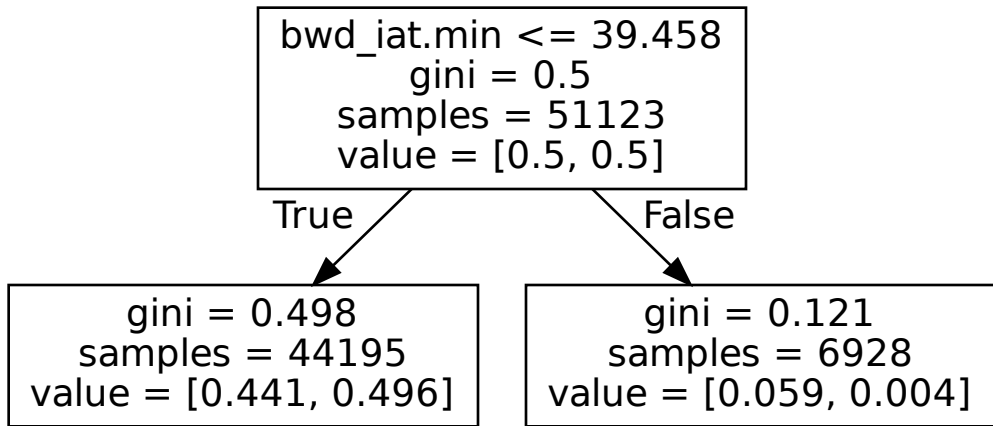 bwd_iat.min <= 39.458
gini = 0.5
samples = 51123
value = [0.5, 0.5]
True
False
gini = 0.498
samples = 44195
value = [0.441, 0.496]
gini = 0.121
samples = 6928
value = [0.059, 0.004]